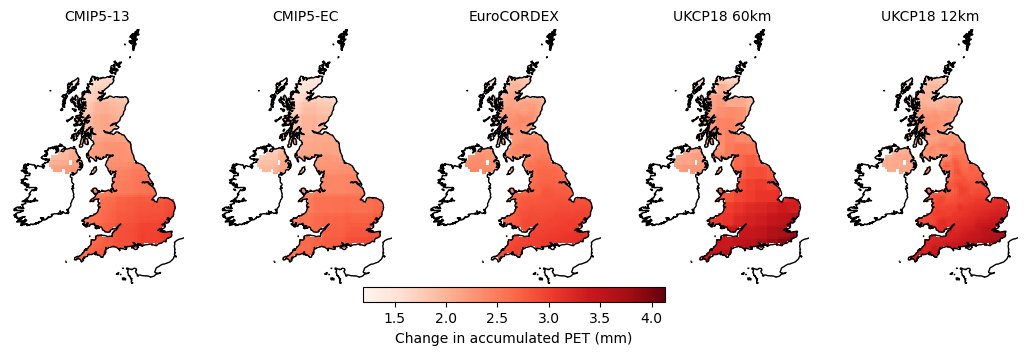 CMIP5-13 CMIP5-EC EuroCORDEX UKCP18 60km UKCP18 12km
1.5 2.0 2.5 3.0 3.5 4.0
Change in accumulated PET (mm)